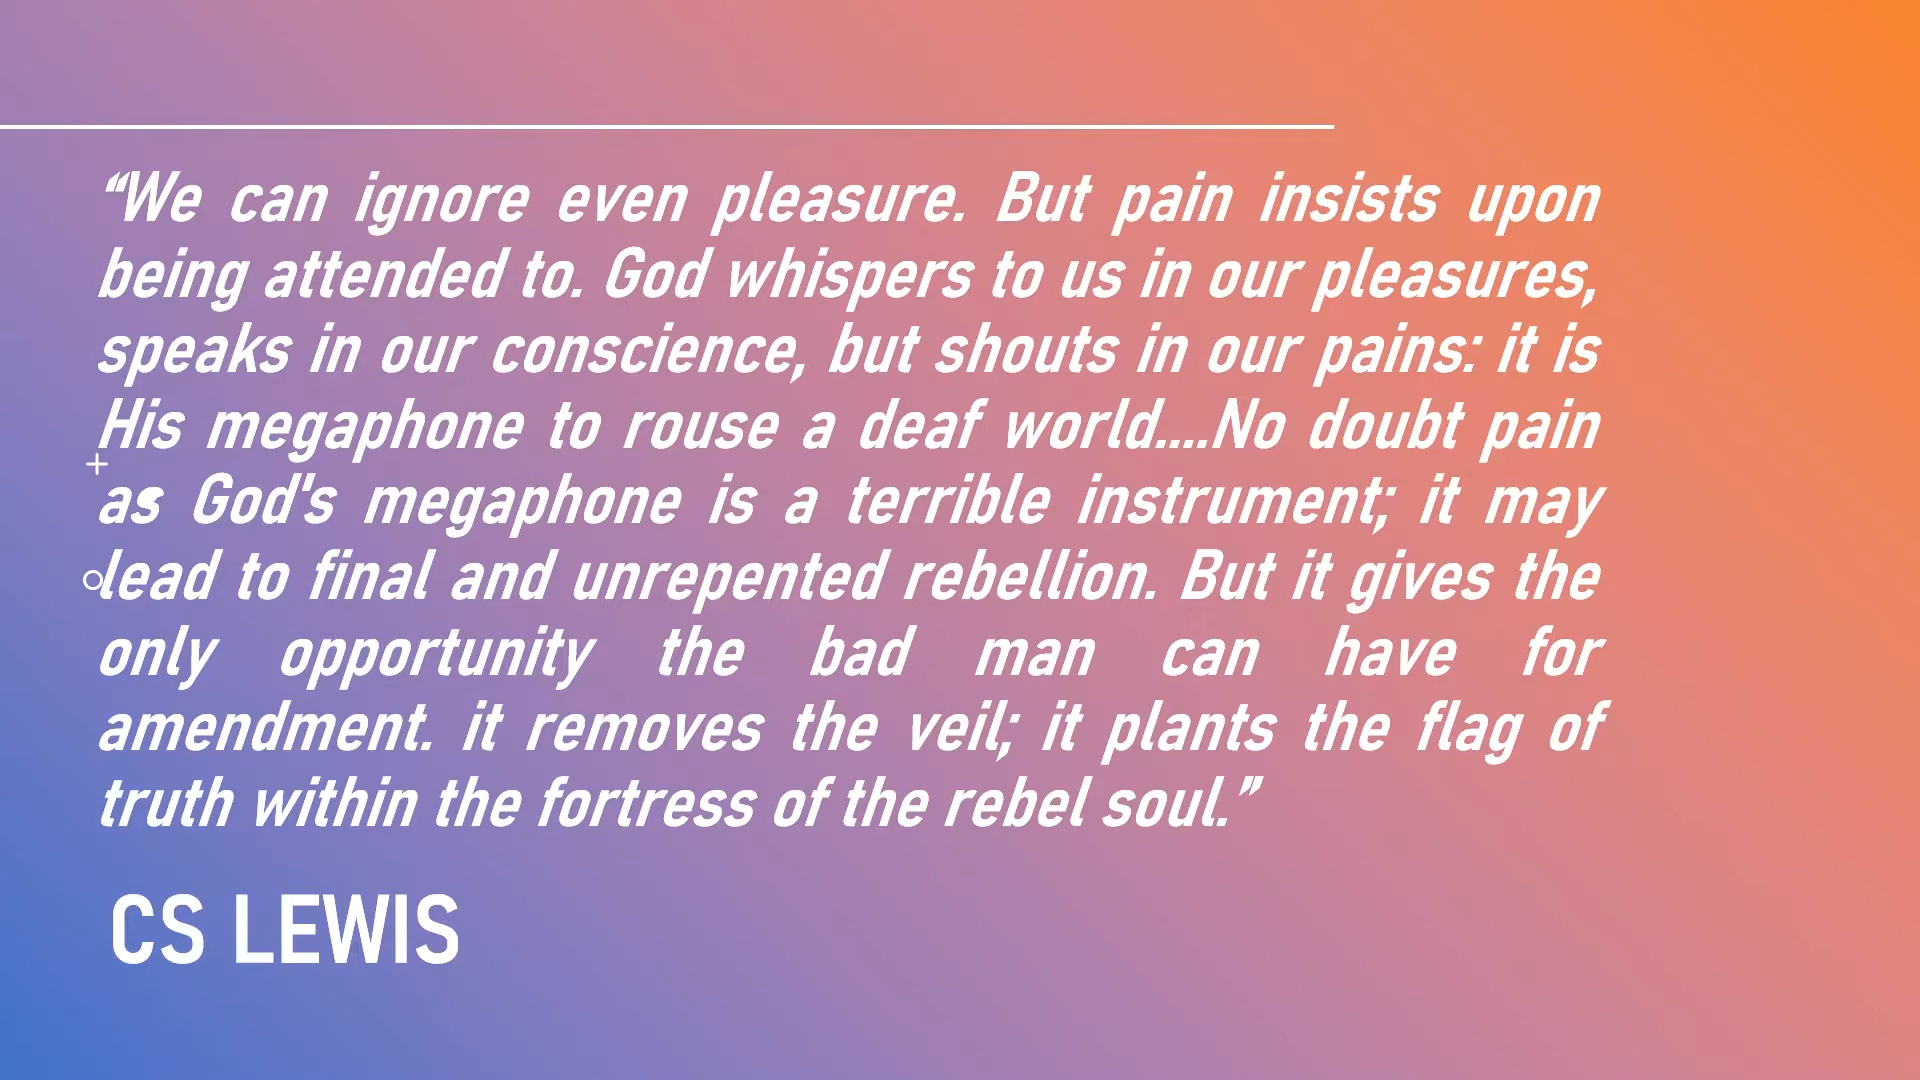 “We can ignore even pleasure. But pain insists upon
being attended to. God whispers to us in our pleasures,
speaks in our conscience, but shouts in our pains: it is
His megaphone to rouse a deaf world....No doubt pain
as God's megaphone is a terrible instrument; it may
lead to final and unrepented rebellion. But it gives the
only opportunity the bad man can have for
amendment. it removes the veil; it plants the flag of
truth within the fortress of the rebel soul.”
CS LEWIS